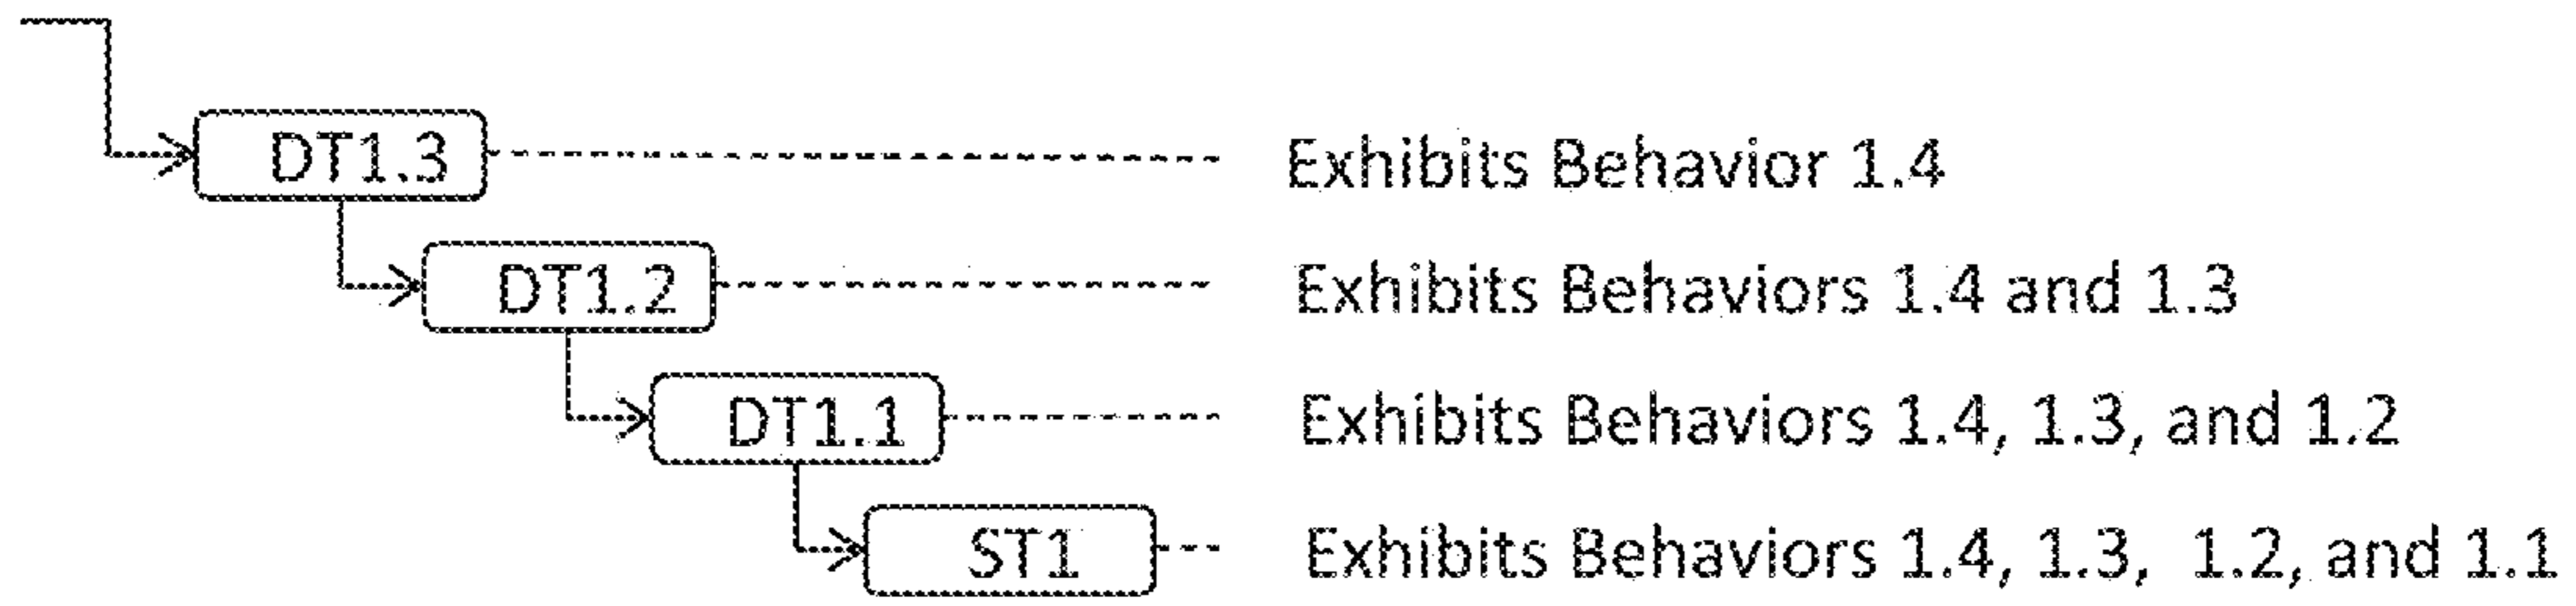 DT1.3 Exhibits Behavior 1.4
DT1.2 Exhibits Behaviors 1.4 and 1.3
DT1.1 Exhibits Behaviors 1.4, 1.3, and 1.2
ST1 Exhibits Behaviors 1.4, 1.3, 1.2, and 1.1